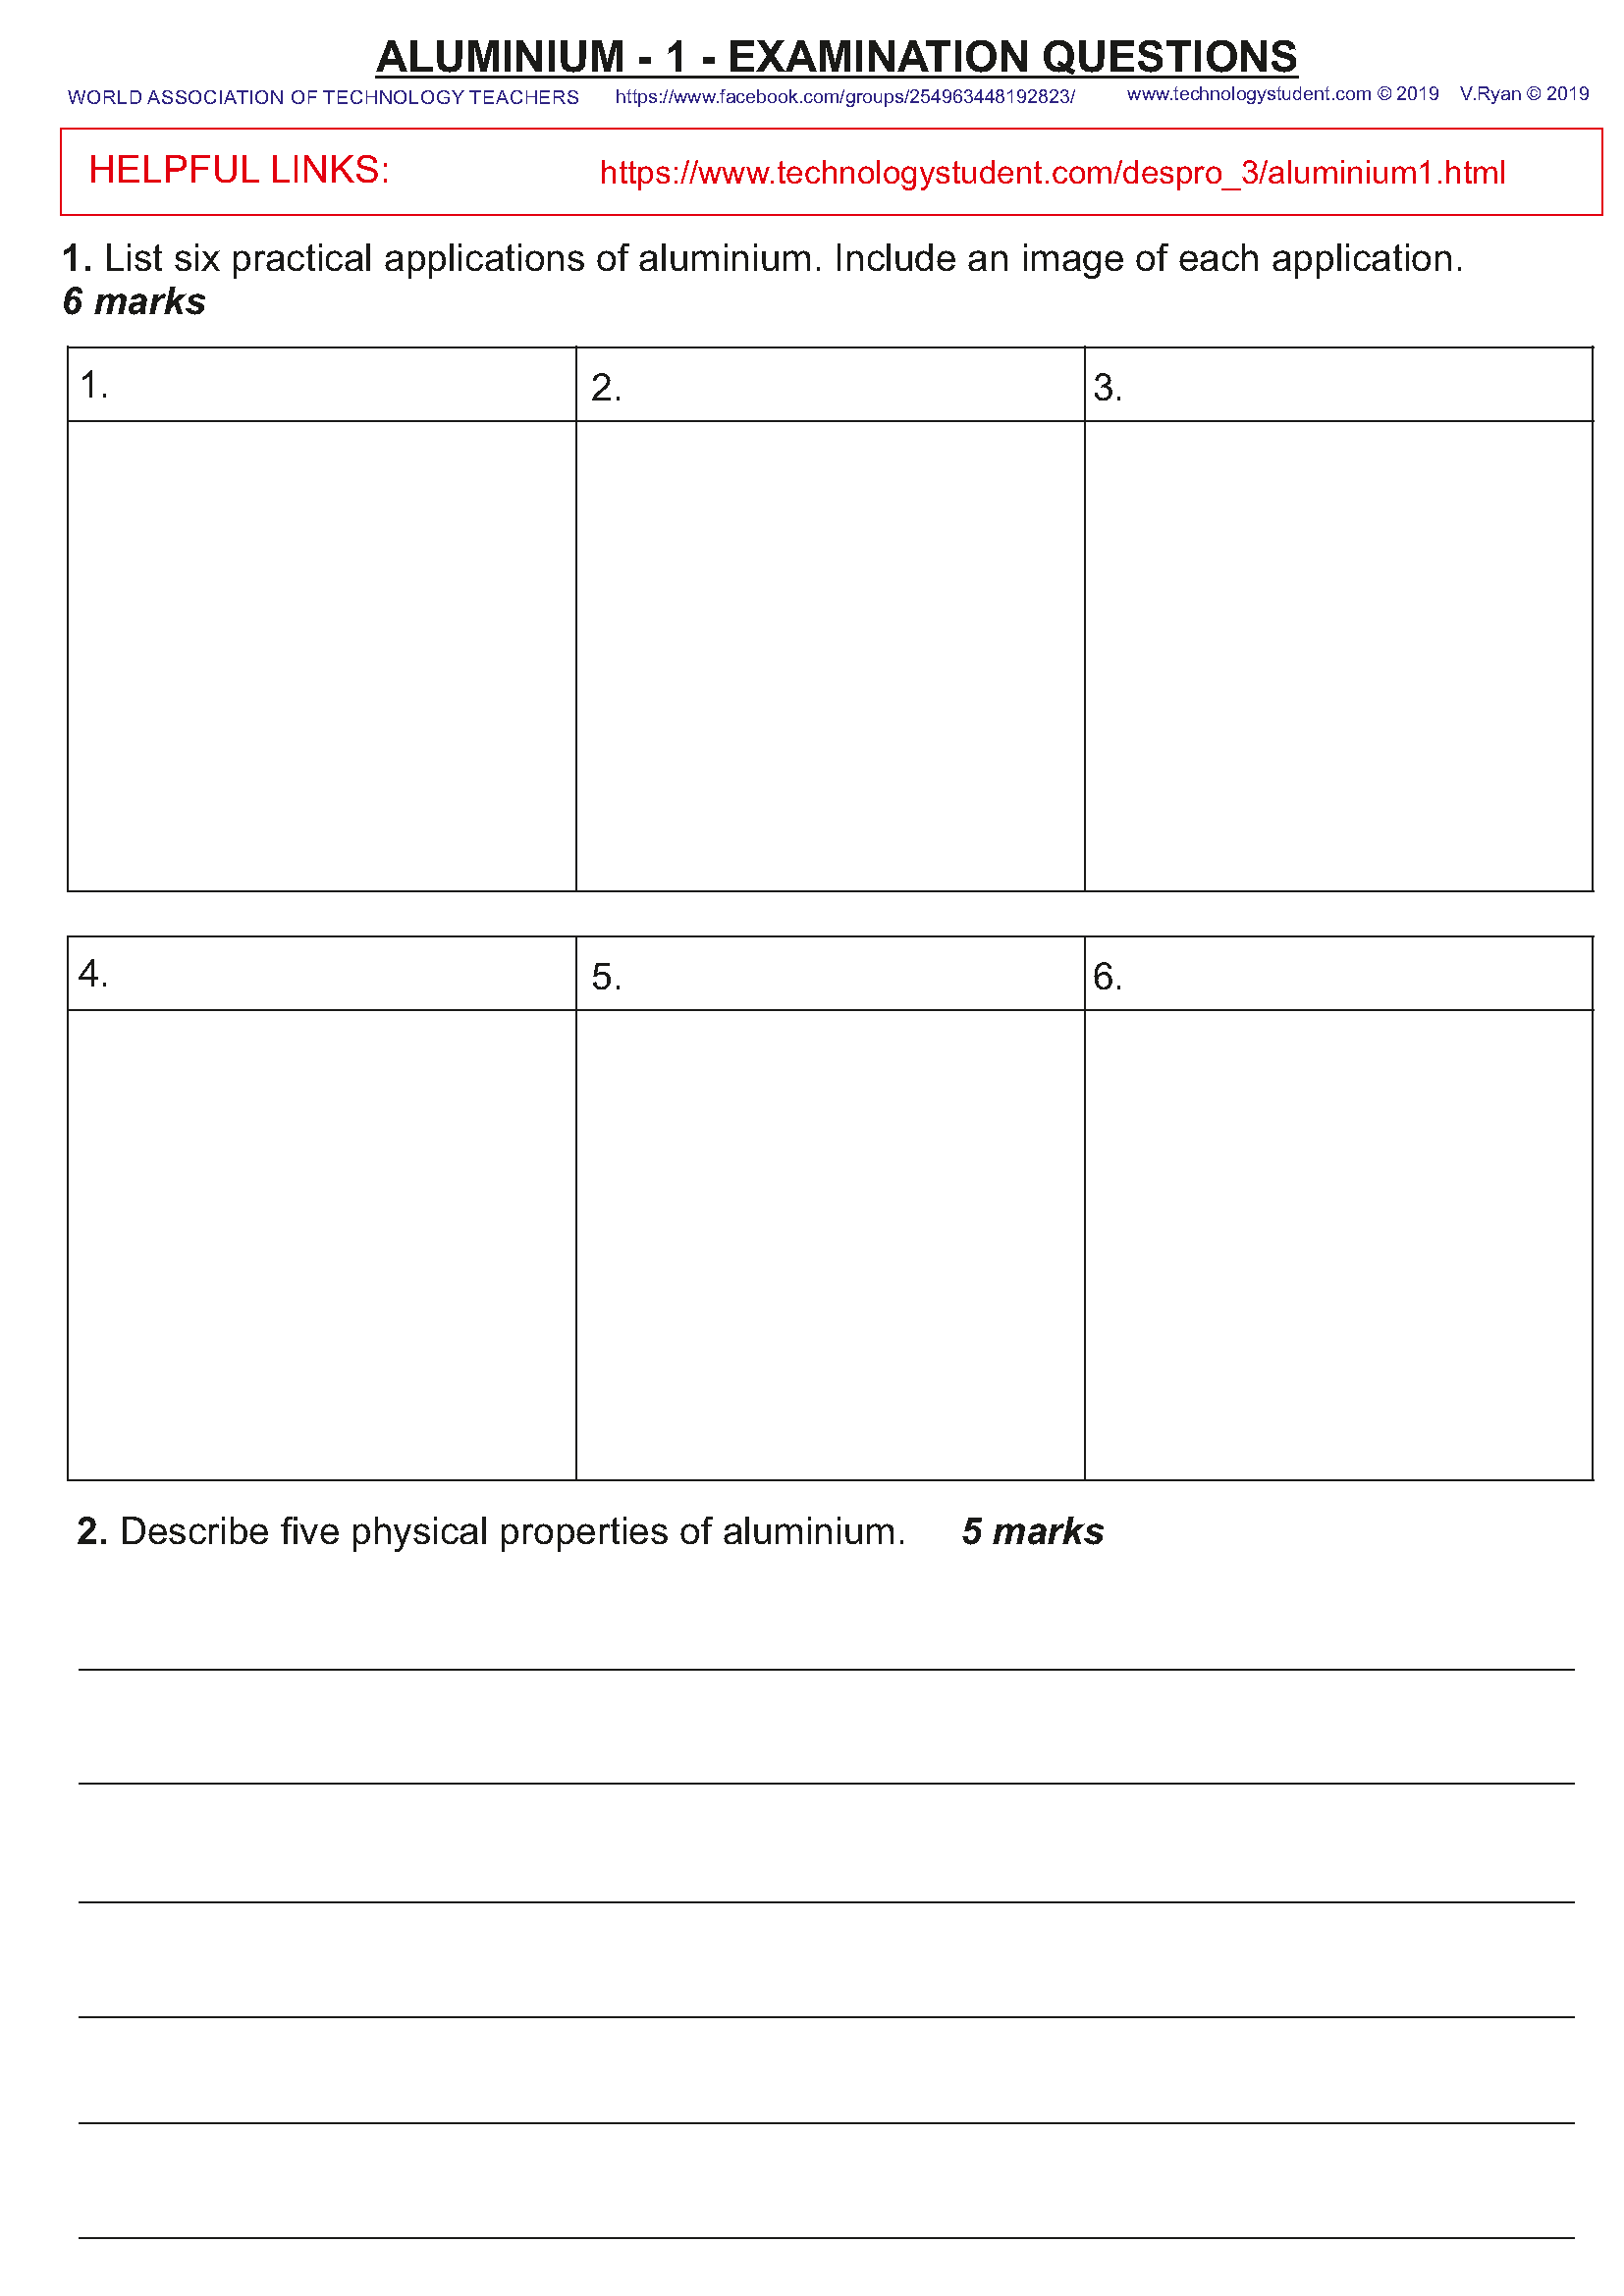 ALUMINIUM - 1 - EXAMINATION QUESTIONS
WORLD ASSOCIATION OF TECHNOLOGY TEACHERS https://www.facebook.com/groups/254963448192823/ www.technologystudent.com © 2019 V.Ryan © 2019
HELPFUL LINKS: https://www.technologystudent.com/despro_3/aluminium1.html
1. List six practical applications of aluminium. Include an image of each application.
6 marks
1. 2. 3.
4. 5. 6.
2. Describe five physical properties of aluminium. 5 marks